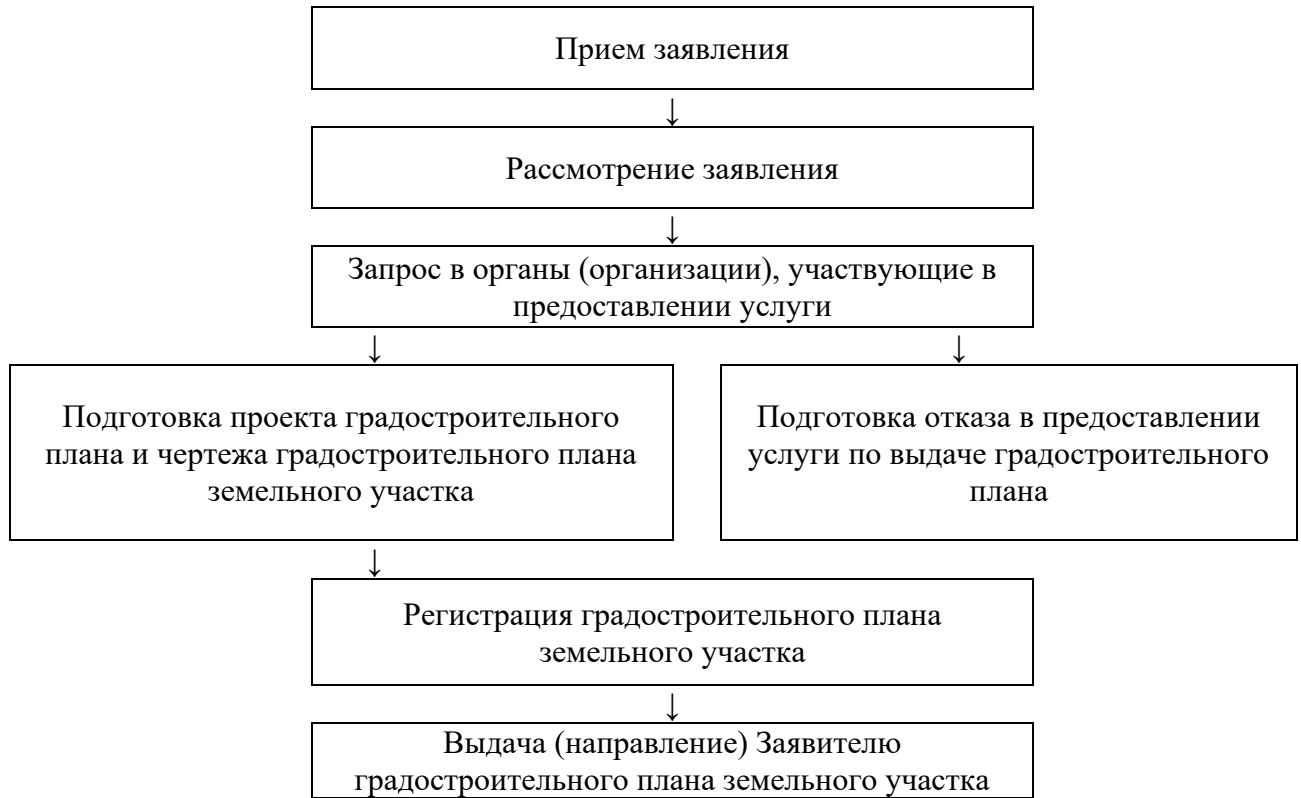 Прием заявления
↓
Рассмотрение заявления
↓
Запрос в органы (организации), участвующие в
предоставлении услуги
↓
↓
Подготовка проекта градостроительного
плана и чертежа градостроительного плана
земельного участка
Подготовка отказа в предоставлении
услуги по выдаче градостроительного
плана
↓
Регистрация градостроительного плана
земельного участка
↓
Выдача (направление) Заявителю
градостроительного плана земельного участка